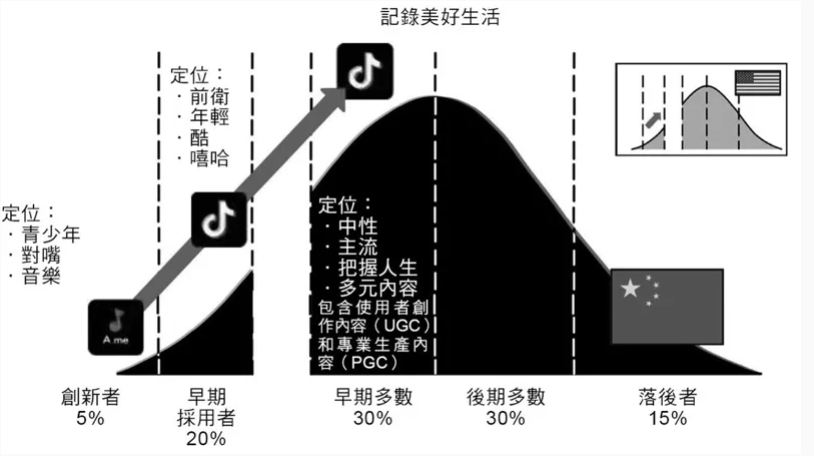 記錄美好生活
定位：
· 前衛
· 年輕
· 酷
· 嘻哈
定位：
· 青少年
· 對嘴
· 音樂
A me
定位：
· 中性
· 主流
· 把握人生
· 多元內容
包含使用者創
作內容（UGC）
和專業生產內
容（PGC）
創新者
5%
早期
採用者
20%
早期多數
30%
後期多數
30%
落後者
15%